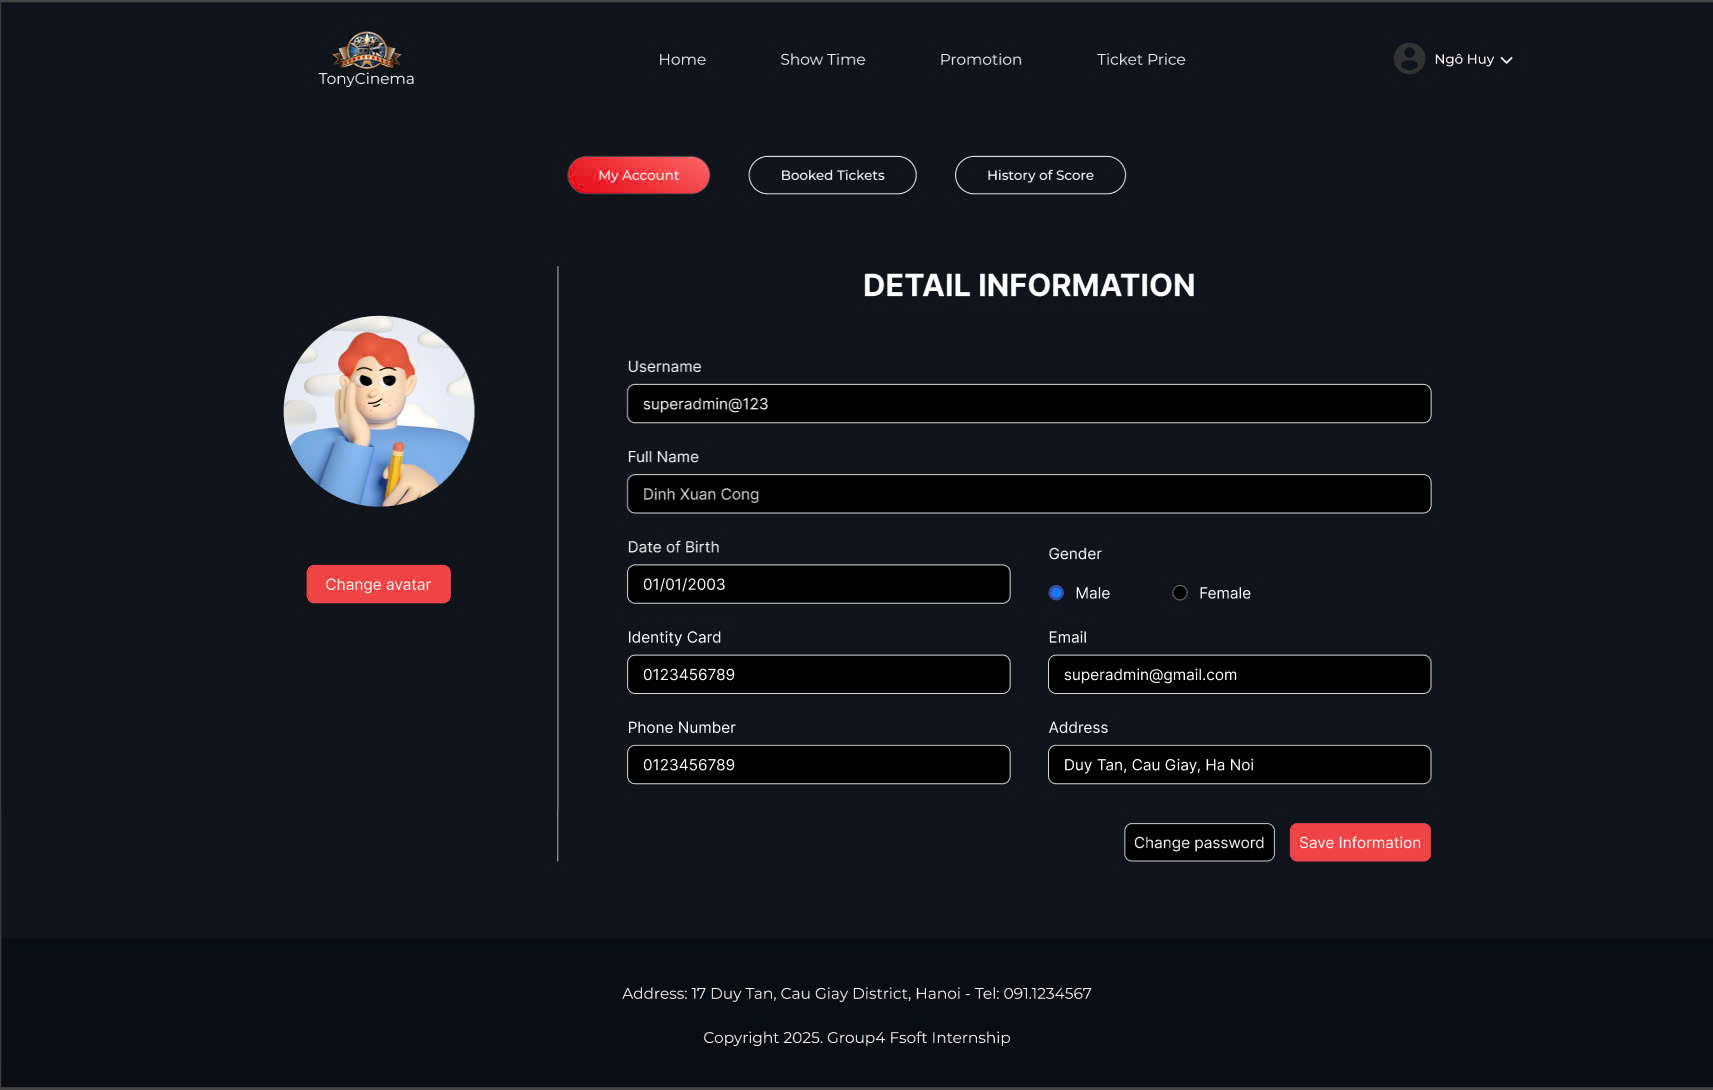 TonyCinema
Home Show Time Promotion Ticket Price Ngô Huy
My Account Booked Tickets History of Score
DETAIL INFORMATION
Username
superadmin@123
Full Name
Dinh Xuan Cong
Date of Birth
01/01/2003
Gender
Male Female
Identity Card
0123456789
Email
superadmin@gmail.com
Phone Number
0123456789
Address
Duy Tan, Cau Giay, Ha Noi
Change avatar
Change password Save Information
Address: 17 Duy Tan, Cau Giay District, Hanoi - Tel: 091.1234567
Copyright 2025. Group4 Fsoft Internship